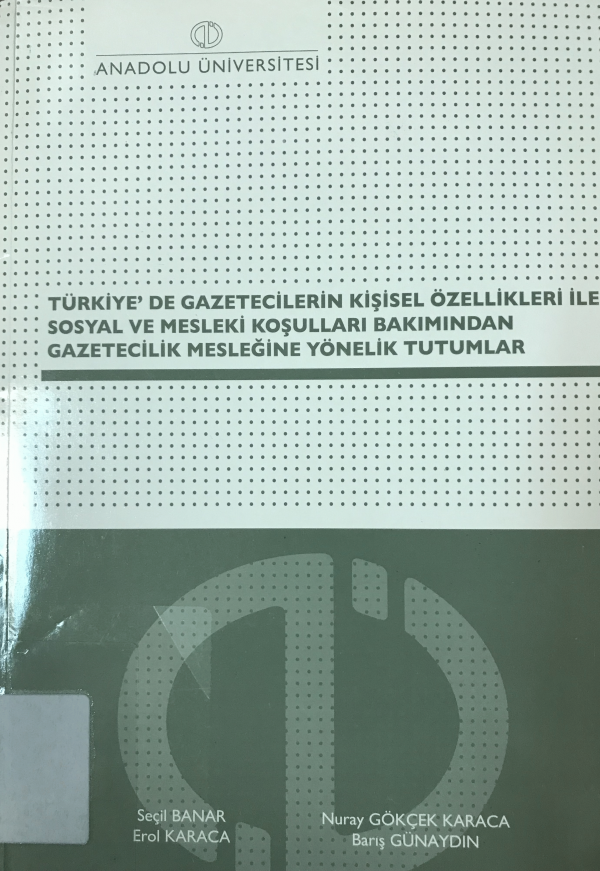 ANADOLU ÜNİVERSİTESİ
TÜRKİYE' DE GAZETECİLERİN KİŞİSEL ÖZELLİKLERİ İLE
SOSYAL VE MESLEKİ KOŞULLARI BAKIMINDAN
GAZETECİLİK MESLEĞİNE YÖNELİK TUTUMLAR
Seçil BANAR
Erol KARACA
Nuray GÖKÇEK KARACA
Barış GÜNAYDIN